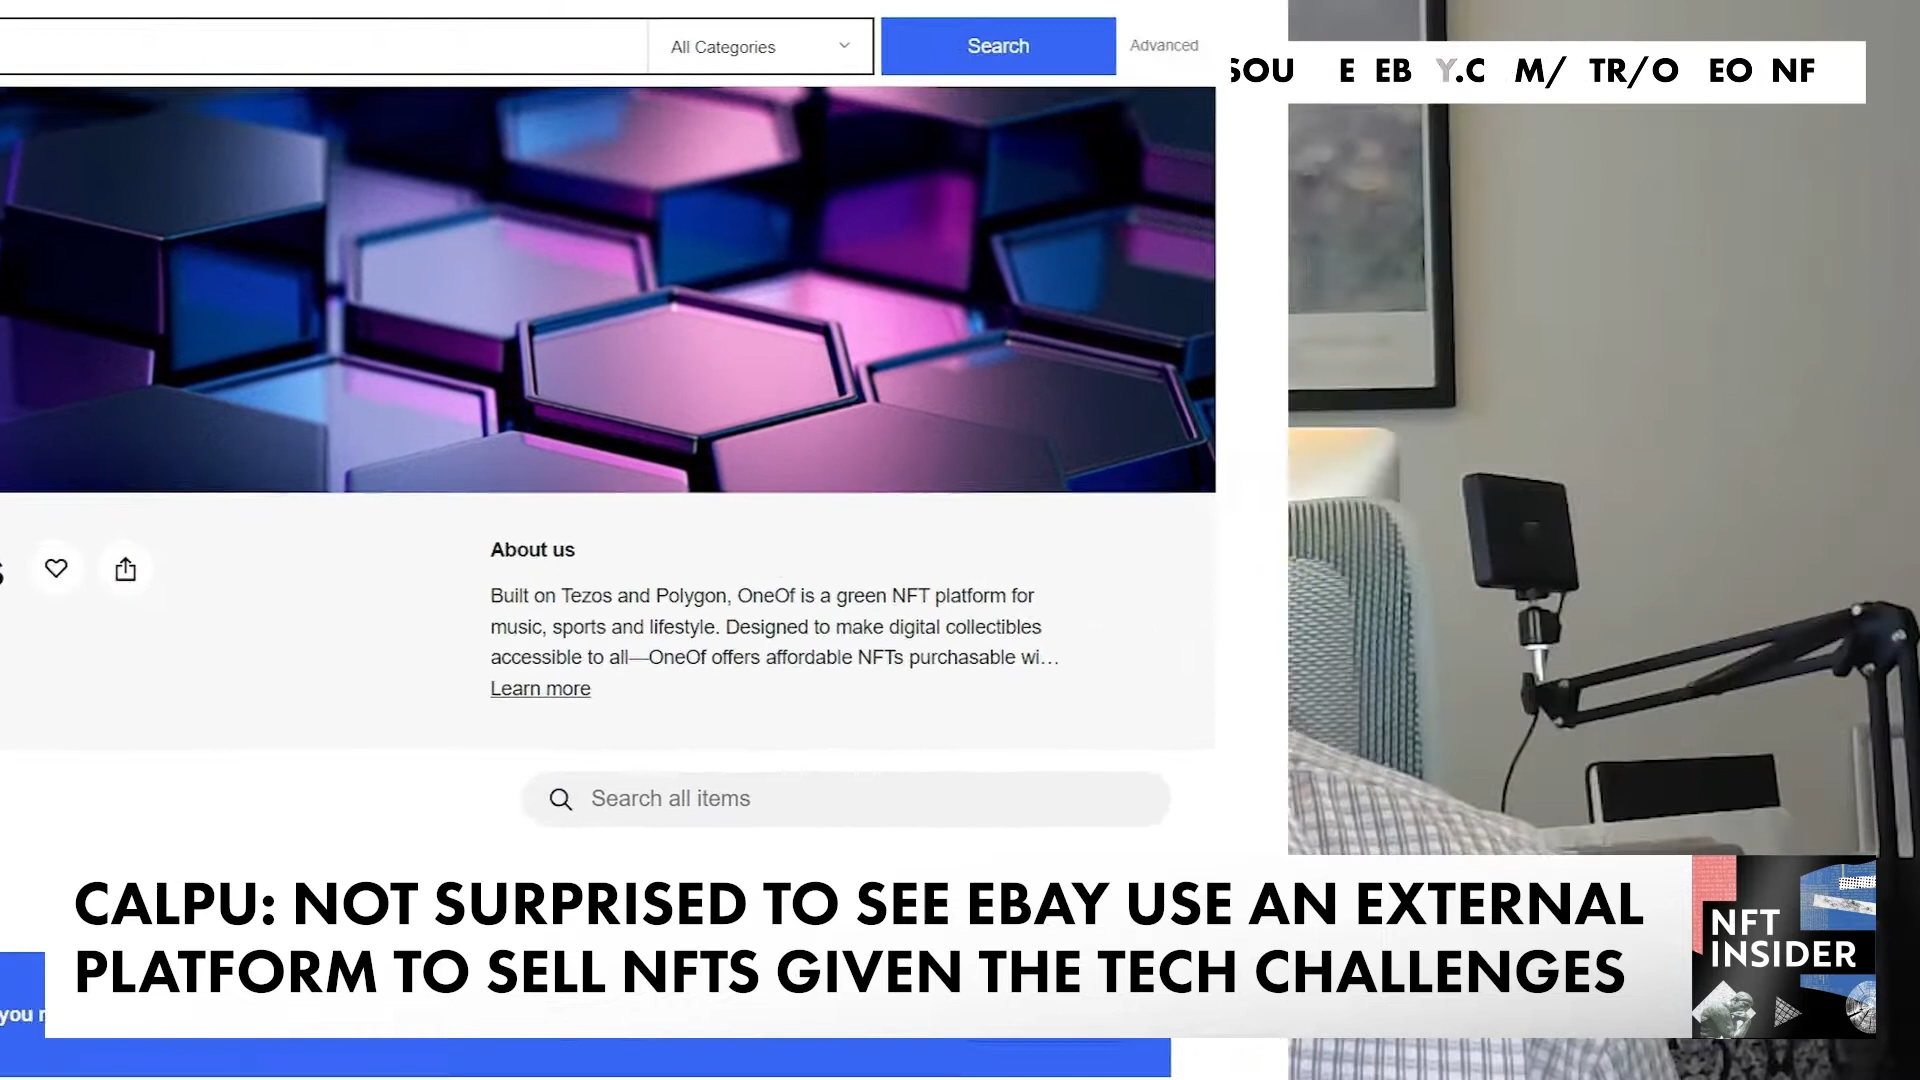 All Categories
Search
Advanced
About us
Built on Tezos and Polygon, OneOf is a green NFT platform for
music, sports and lifestyle. Designed to make digital collectibles
accessible to all—OneOf offers affordable NFTs purchasable wi…
Learn more
Search all items
CALPU: NOT SURPRISED TO SEE EBAY USE AN EXTERNAL
PLATFORM TO SELL NFTS GIVEN THE TECH CHALLENGES
NFT
INSIDER
you